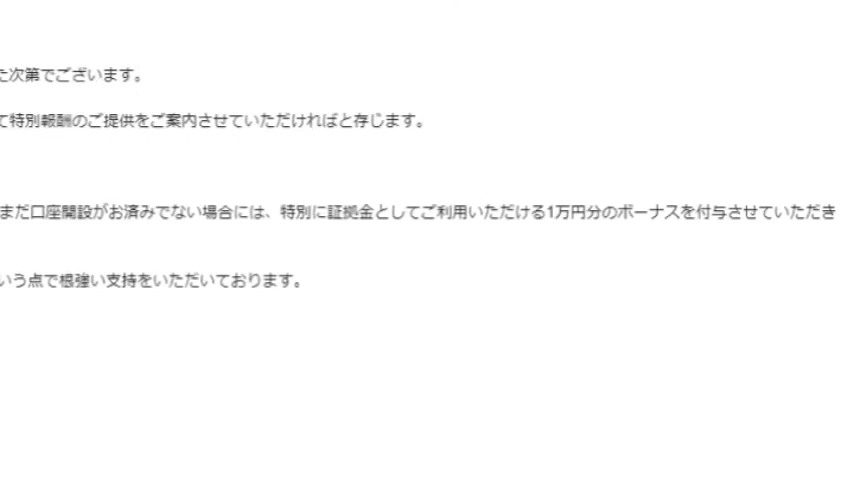 た次第でございます。
て特別報酬のご提供をご案内させていただければと存じます。
まだ口座開設がお済みでない場合には、特別に証拠金としてご利用いただける1万円分のボーナスを付与させていただき
いう点で根強い支持をいただいております。